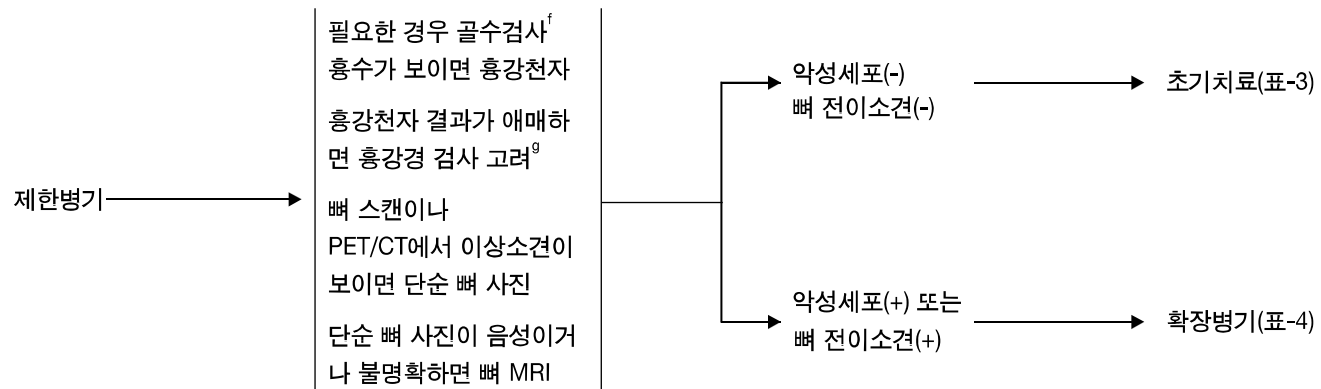 제한병기
필요한 경우 골수검사f
흉수가 보이면 흉강천자
흉강천자 결과가 애매하
면 흉강경 검사 고려g
뼈 스캔이나
PET/CT에서 이상소견이
보이면 단순 뼈 사진
단순 뼈 사진이 음성이거
나 불명확하면 뼈 MRI
악성세포(-)
뼈 전이소견(-)
초기치료(표-3)
악성세포(+) 또는
뼈 전이소견(+)
확장병기(표-4)